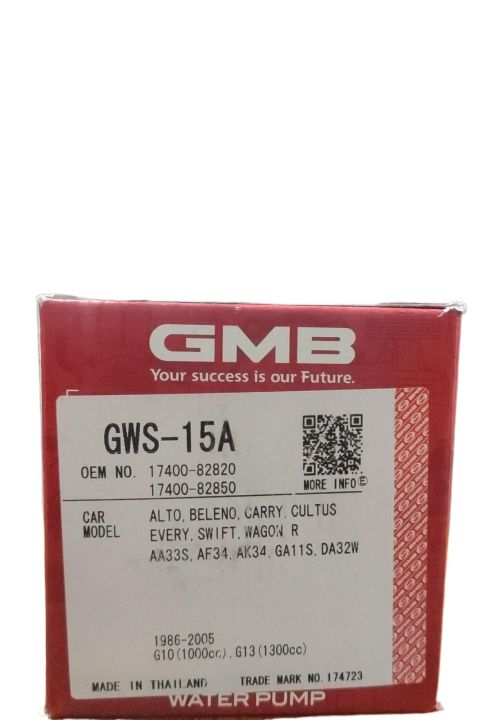 GMB
Your success is our Future.
GWS-15A
OEM NO. 17400-82820
17400-82850
MORE INFO Ⓔ
CAR MODEL
ALTO, BELENO, CARRY, CULTUS
EVERY, SWIFT, WAGON R
AA33S, AF34, AK34, GA11S, DA32W
1986-2005
G10(1000cc), G13(1300cc)
MADE IN THAILAND TRADE MARK NO. 174723
WATER PUMP